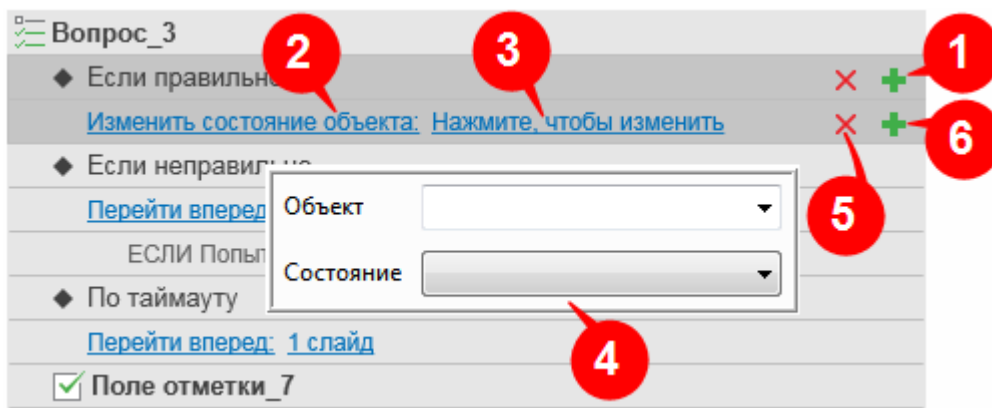 Вопрос_3
2
3
1
Если правильно
Изменить состояние объекта: Нажмите, чтобы изменить
6
Если неправильно
5
Перейти вперед
Объект
ЕСЛИ
Состояние
По таймауту
4
Перейти вперед: 1 слайд
Поле отметки_7